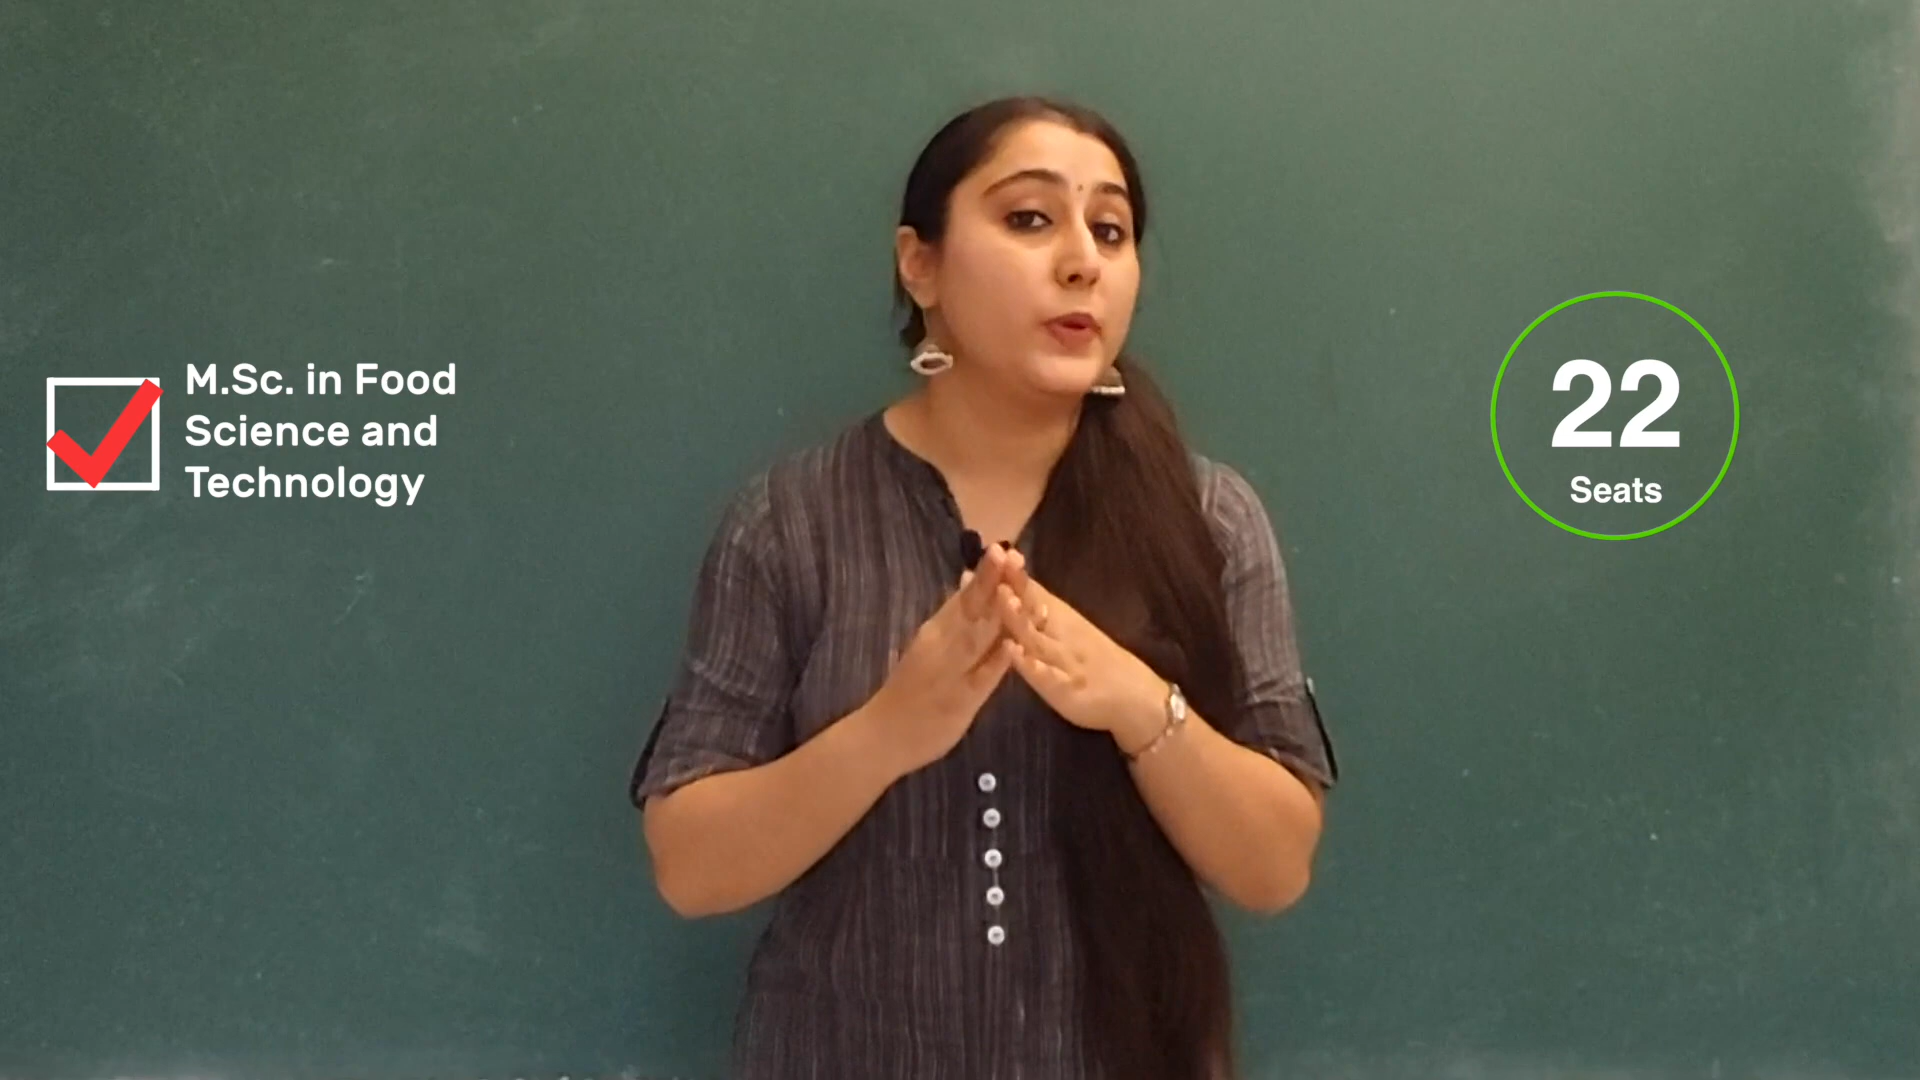 M.Sc. in Food
Science and
Technology
22
Seats